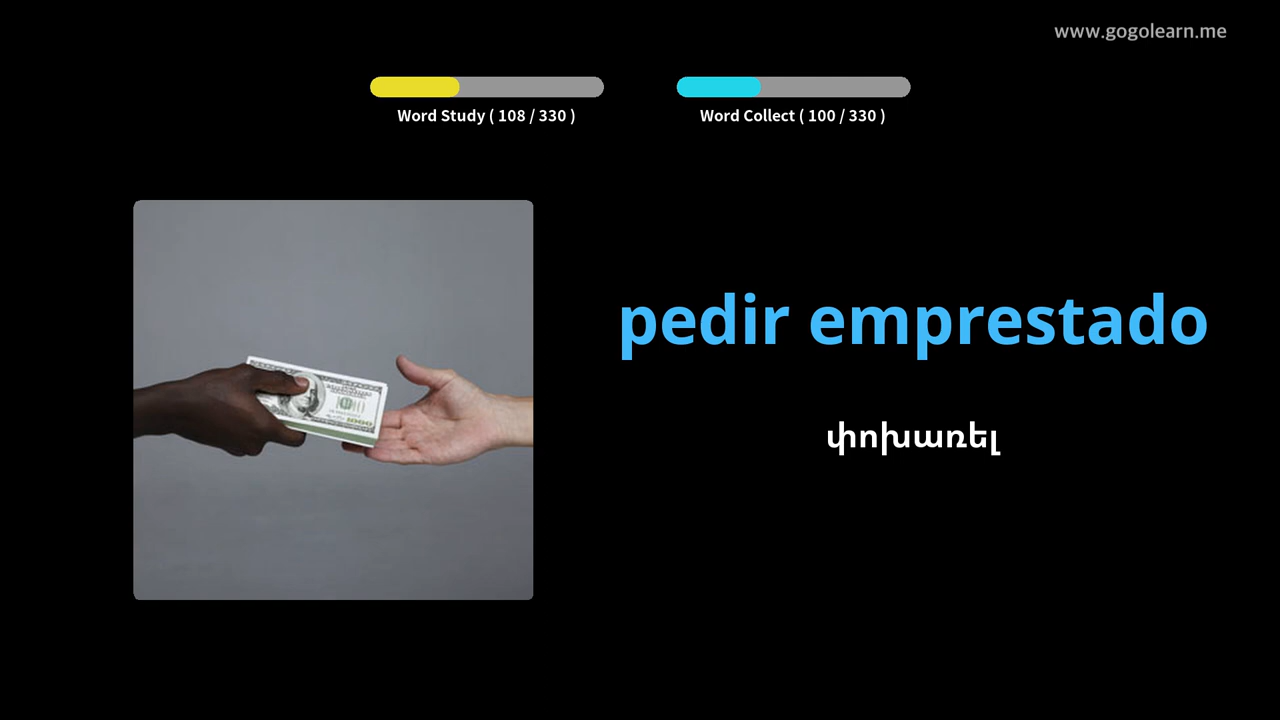 www.gogolearn.me
Word Study ( 108 / 330 )
Word Collect ( 100 / 330 )
pedir emprestado
փոխառել